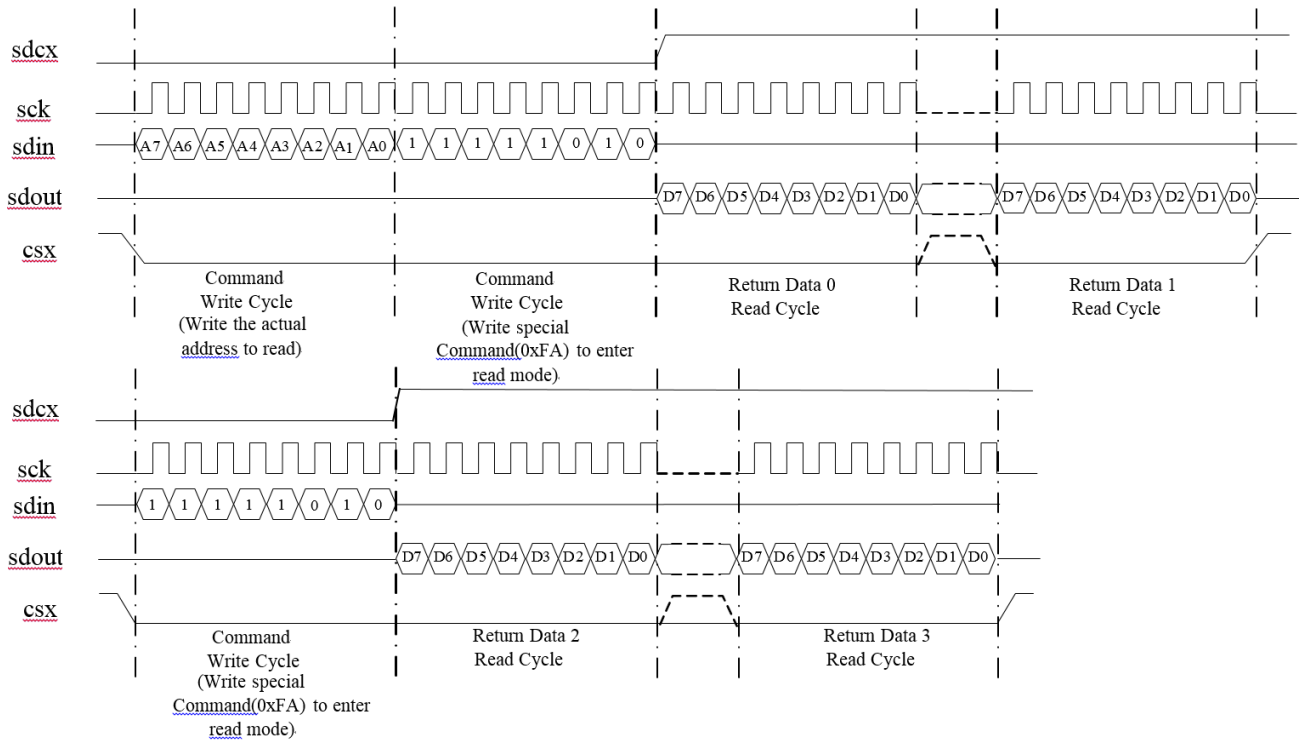 sdcx
sck
sdin A7 A6 A5 A4 A3 A2 A1 A0 1 1 1 1 1 0 1 0
sdout D7 D6 D5 D4 D3 D2 D1 D0 D7 D6 D5 D4 D3 D2 D1 D0
csx
Command
Write Cycle
(Write the actual
address to read)
Command
Write Cycle
(Write special
Command(0xFA) to enter
read mode)
Return Data 0
Read Cycle
Return Data 1
Read Cycle
sdcx
sck
sdin 1 1 1 1 1 0 1 0
sdout D7 D6 D5 D4 D3 D2 D1 D0 D7 D6 D5 D4 D3 D2 D1 D0
csx
Command
Write Cycle
(Write special
Command(0xFA) to enter
read mode)
Return Data 2
Read Cycle
Return Data 3
Read Cycle